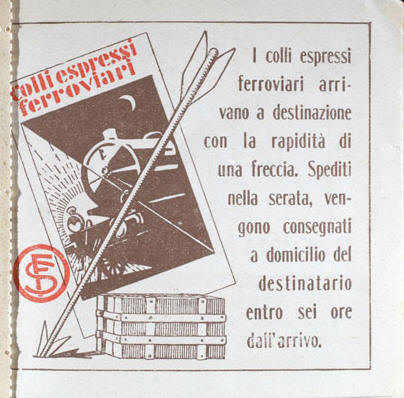 colli espressi
ferroviari
I colli espressi
ferroviari arri-
vano a destinazione
con la rapidità di
una freccia. Spediti
nella serata, ven-
gono consegnati
a domicilio del
destinatario
entro sei ore
dall'arrivo.